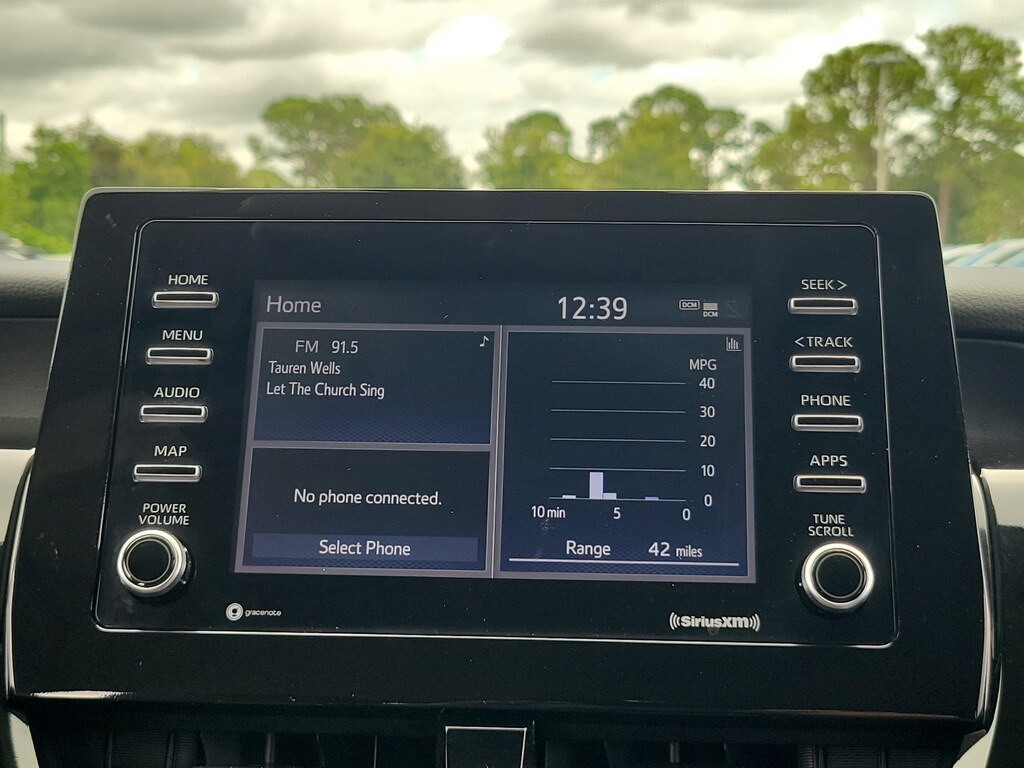 HOME
MENU
AUDIO
MAP
POWER
VOLUME
Home
12:39
DCM
DCM
FM 91.5
Tauren Wells
Let The Church Sing
No phone connected.
Select Phone
MPG
40
30
20
10
0
10 min 5 0
Range 42 miles
SEEK >
< TRACK
PHONE
APPS
TUNE
SCROLL
gracenote
SiriusXM